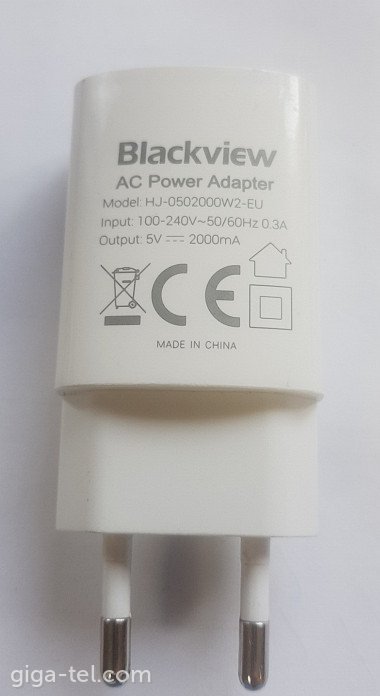 Blackview
AC Power Adapter
Model: HJ-0502000W2-EU
Input: 100-240V~50/60Hz 0.3A
Output: 5V ⎓ 2000mA
CE
MADE IN CHINA
giga-tel.com